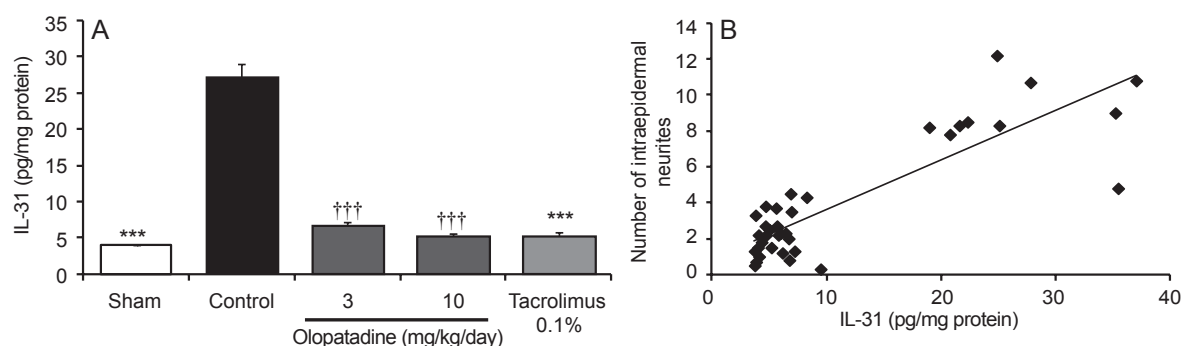 A
IL-31 (pg/mg protein)
35
30
25
20
15
10
5
0
***
†††
†††
***
Sham
Control
3
10
Tacrolimus
0.1%
Olopatadine (mg/kg/day)
B
Number of intraepidermal
neurites
14
12
10
8
6
4
2
0
0
10
20
30
40
IL-31 (pg/mg protein)